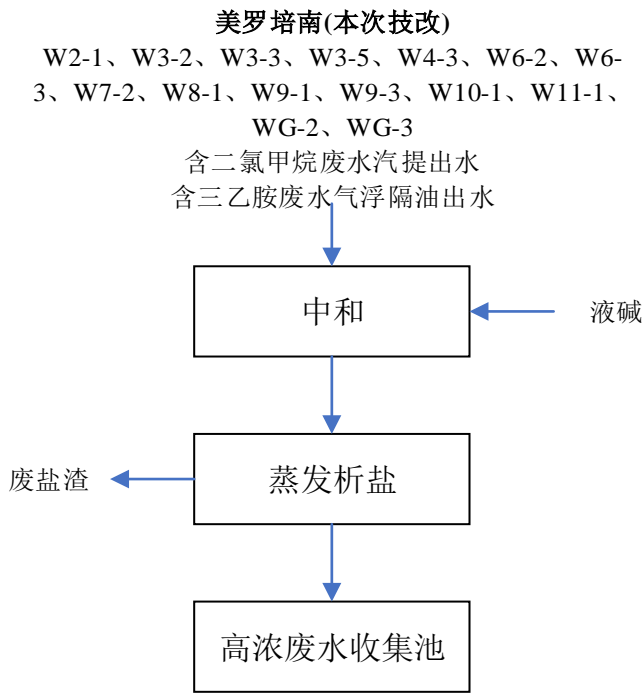 美罗培南(本次技改)
W2-1、W3-2、W3-3、W3-5、W4-3、W6-2、W6-
3、W7-2、W8-1、W9-1、W9-3、W10-1、W11-1、
WG-2、WG-3
含二氯甲烷废水汽提出水
含三乙胺废水气浮隔油出水
中和
液碱
废盐渣
蒸发析盐
高浓废水收集池